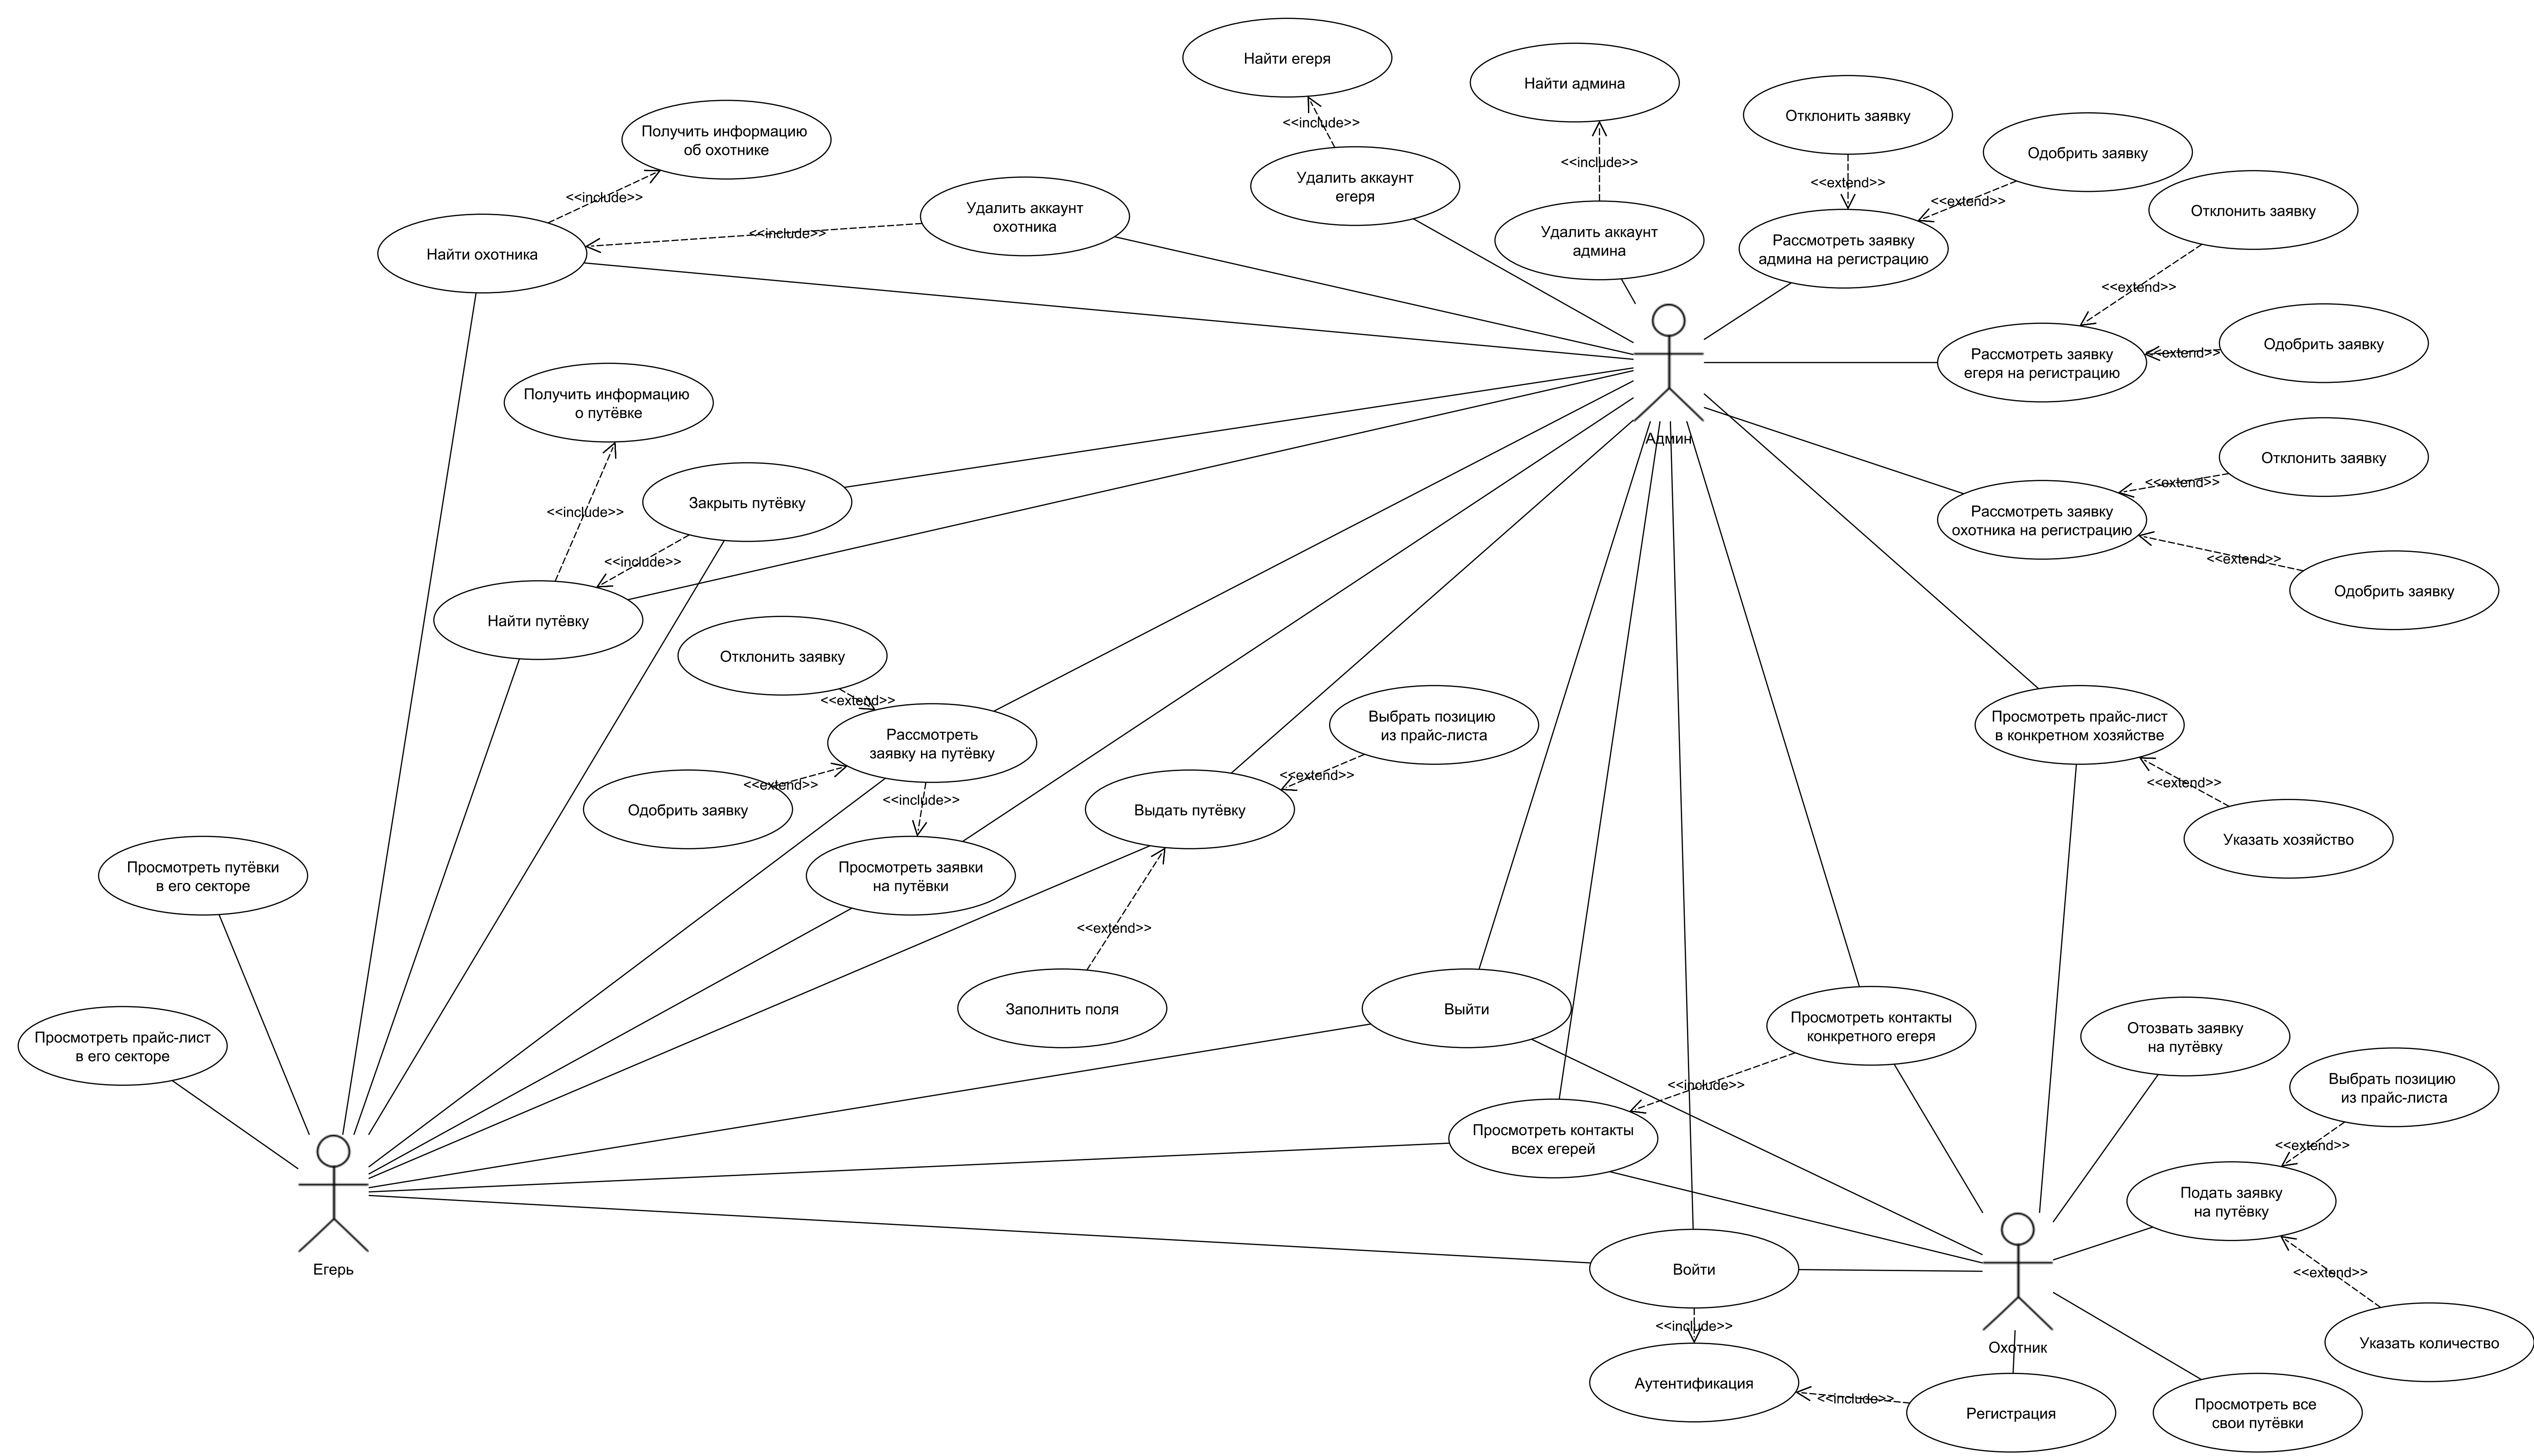 Найти егеря
Найти админа
Отклонить заявку
Получить информацию
об охотнике
<<include>>
Одобрить заявку
<<include>>
<<extend>>
Удалить аккаунт
егеря
<<include>>
<<extend>>
Отклонить заявку
Удалить аккаунт
охотника
<<include>>
Удалить аккаунт
админа
Рассмотреть заявку
админа на регистрацию
Найти охотника
<<extend>>
Рассмотреть заявку
егеря на регистрацию
<<extend>>
Одобрить заявку
Получить информацию
о путёвке
Админ
Отклонить заявку
<<extend>>
Закрыть путёвку
<<include>>
Рассмотреть заявку
охотника на регистрацию
<<include>>
<<extend>>
Одобрить заявку
Найти путёвку
Отклонить заявку
<<extend>>
Выбрать позицию
из прайс-листа
Просмотреть прайс-лист
в конкретном хозяйстве
Рассмотреть
заявку на путёвку
<<extend>>
<<extend>>
<<extend>>
Одобрить заявку
<<include>>
Выдать путёвку
Указать хозяйство
Просмотреть путёвки
в его секторе
Просмотреть заявки
на путёвки
<<extend>>
Заполнить поля
Выйти
Просмотреть контакты
конкретного егеря
Отозвать заявку
на путёвку
Просмотреть прайс-лист
в его секторе
<<include>>
Выбрать позицию
из прайс-листа
Просмотреть контакты
всех егерей
<<extend>>
Подать заявку
на путёвку
Егерь
Войти
<<extend>>
<<include>>
Охотник
Указать количество
Аутентификация
<<include>>
Регистрация
Просмотреть все
свои путёвки